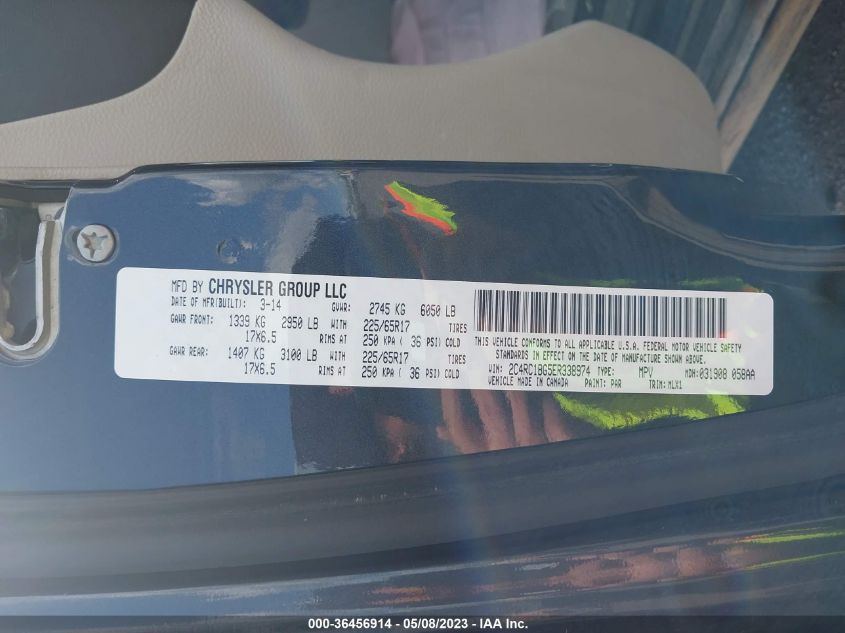 MFD BY CHRYSLER GROUP LLC
DATE OF MFR(BUILT): 3-14 GVWR: 2745 KG 6050 LB
GAWR FRONT: 1339 KG 2950 LB WITH 225/65R17 TIRES
17X6.5 RIMS AT 250 KPA ( 36 PSI) COLD
GAWR REAR: 1407 KG 3100 LB WITH 225/65R17 TIRES
17X6.5 RIMS AT 250 KPA ( 36 PSI) COLD
THIS VEHICLE CONFORMS TO ALL APPLICABLE U.S.A. FEDERAL MOTOR VEHICLE SAFETY
STANDARDS IN EFFECT ON THE DATE OF MANUFACTURE SHOWN ABOVE.
VIN: 2C4RC1BG5ER338974 TYPE: MPV MDH:031908 058AA
VEHICLE MADE IN CANADA PAINT: PAR TRIM: MLX1
000-36456914 - 05/08/2023 - IAA Inc.